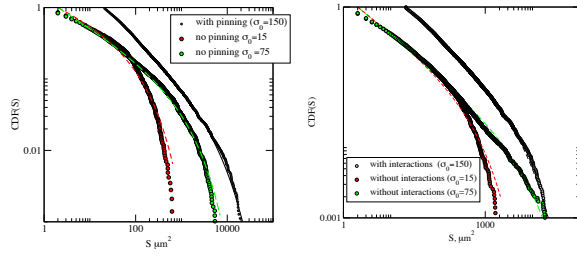 1
with pinning (σ0=150)
no pinning σ0=15
no pinning σ0=75
0.1
0.01
CDF(S)
1
100
10000
S μm²
1
with interactions (σ0=150)
without interactions (σ0=15)
without interactions (σ0=75)
0.001
CDF(S)
1
1000
S, μm²